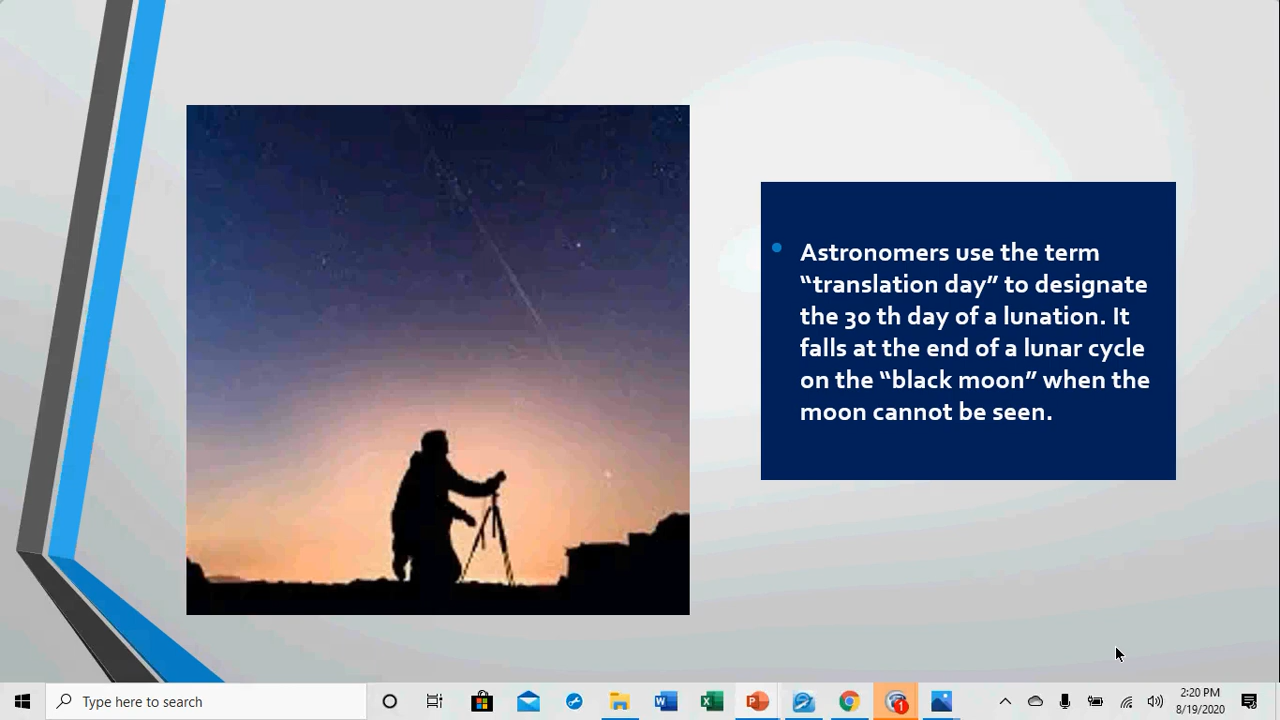 Astronomers use the term
“translation day” to designate
the 30 th day of a lunation. It
falls at the end of a lunar cycle
on the “black moon” when the
moon cannot be seen.
Type here to search
1
2:20 PM
8/19/2020